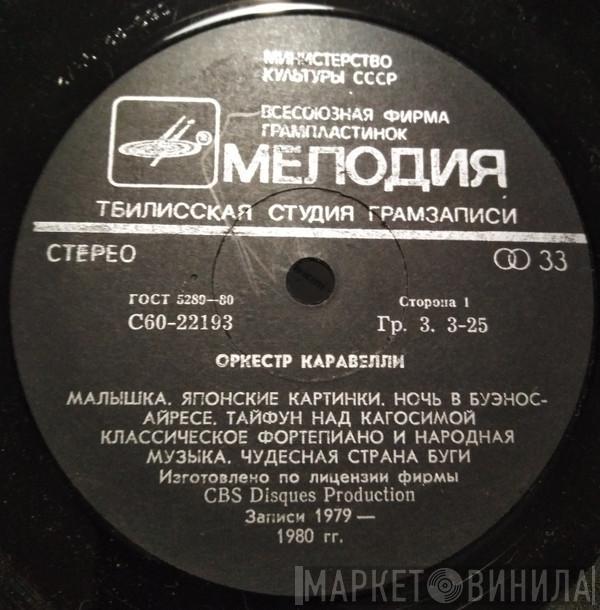 МИНИСТЕРСТВО
КУЛЬТУРЫ СССР
ВСЕСОЮЗНАЯ ФИРМА
ГРАМПЛАСТИНОК
МЕЛОДИЯ
ТБИЛИССКАЯ СТУДИЯ ГРАМЗАПИСИ
СТЕРЕО
33
ГОСТ 5289—80
Сторона 1
С60-22193
Гр. 3. 3-25
ОРКЕСТР КАРАВЕЛЛИ
МАЛЫШКА. ЯПОНСКИЕ КАРТИНКИ. НОЧЬ В БУЭНОС-
АЙРЕСЕ. ТАЙФУН НАД КАГОСИМОЙ
КЛАССИЧЕСКОЕ ФОРТЕПИАНО И НАРОДНАЯ
МУЗЫКА. ЧУДЕСНАЯ СТРАНА БУГИ
Изготовлено по лицензии фирмы
CBS Disques Production
Записи 1979 —
1980 гг.
МАРКЕТ ВИНИЛА